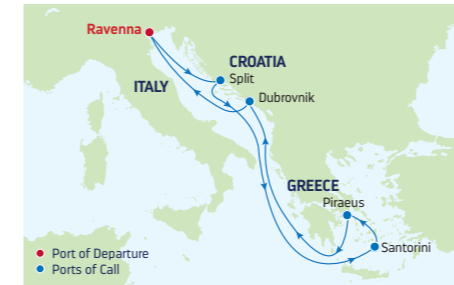 Ravenna
CROATIA
Split
ITALY
Dubrovnik
GREECE
Piraeus
Santorini
Port of Departure
Ports of Call